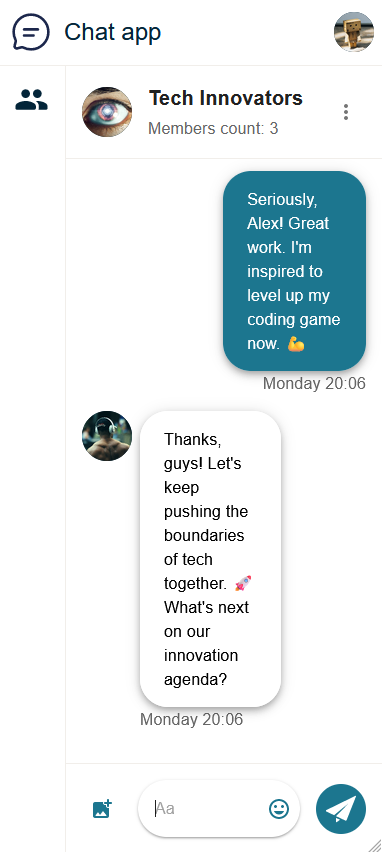 Chat app
Tech Innovators
Members count: 3
Seriously,
Alex! Great
work. I'm
inspired to
level up my
coding game
now. 💪
Monday 20:06
Thanks,
guys! Let's
keep
pushing the
boundaries
of tech
together. 🚀
What's next
on our
innovation
agenda?
Monday 20:06
Aa